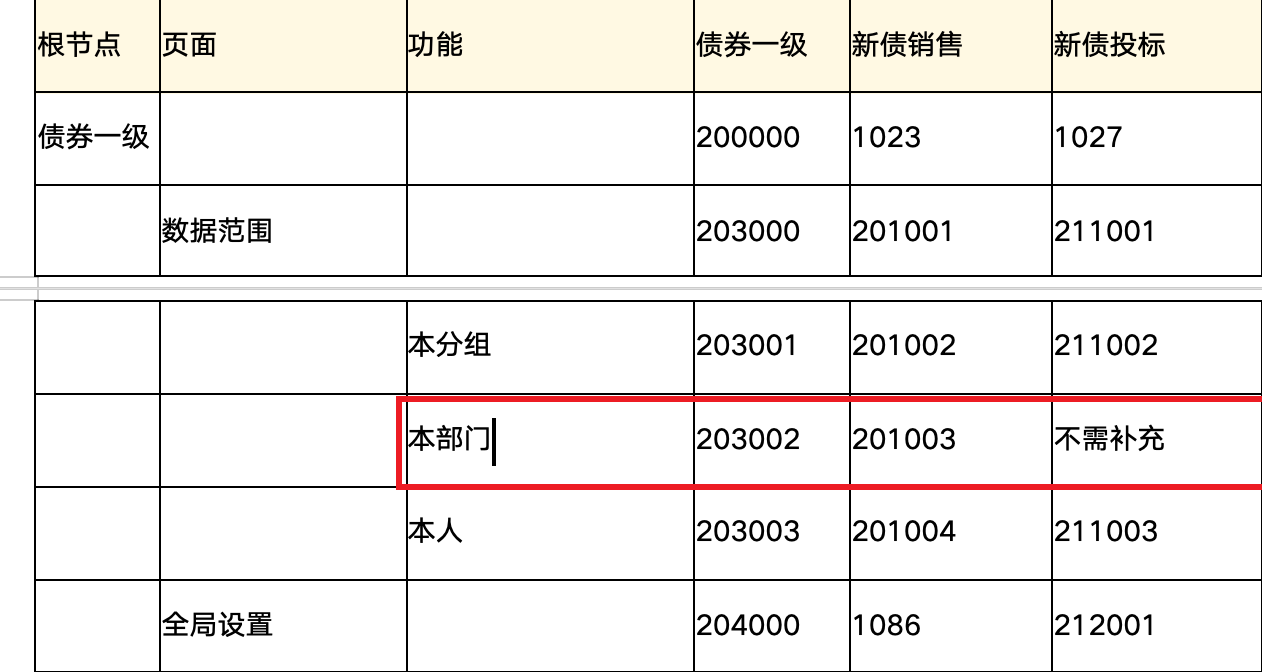 根节点 页面 功能 债券一级 新债销售 新债投标
债券一级 200000 1023 1027
数据范围 203000 201001 211001
本分组 203001 201002 211002
本部门 203002 201003 不需补充
本人 203003 201004 211003
全局设置 204000 1086 212001